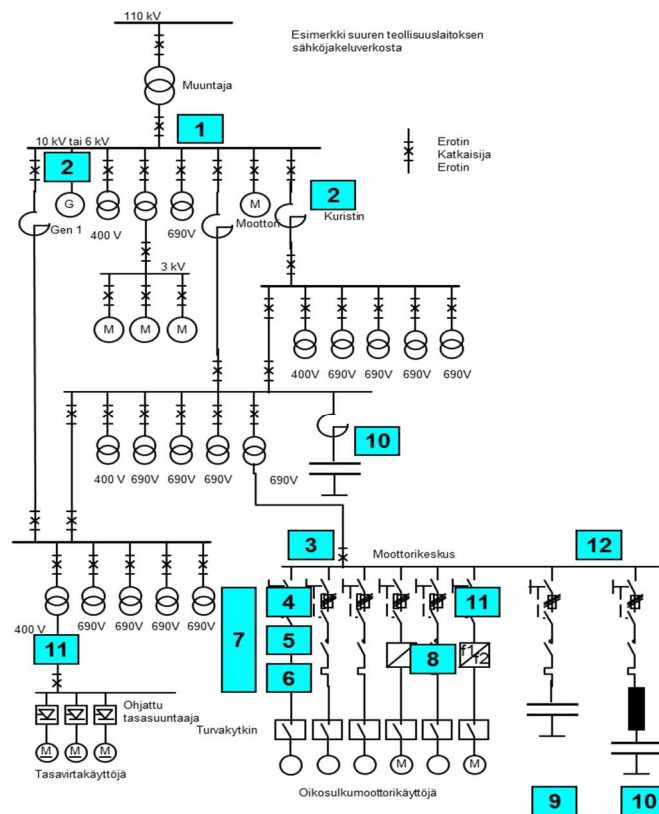 110 kV
Esimerkki suuren teollisuuslaitoksen
sähköjakeluverkosta
Muuntaja
1
10 kV tai 6 kV
Erotin
Katkaisija
Erotin
2
2
G
M
Gen 1
400 V
690V
Moottori
Kuristin
3 kV
M M M
400V 690V 690V 690V 690V
10
400 V 690V 690V 690V 690V
3
Moottorikeskus
12
4
11
7
5
8
f1
f2
6
400 V
690V 690V 690V 690V
11
Ohjattu
tasasuuntaaja
Turvakytkin
M M M
M M
Tasavirtakäyttöjä
Oikosulkumoottorikäyttöjä
9
10